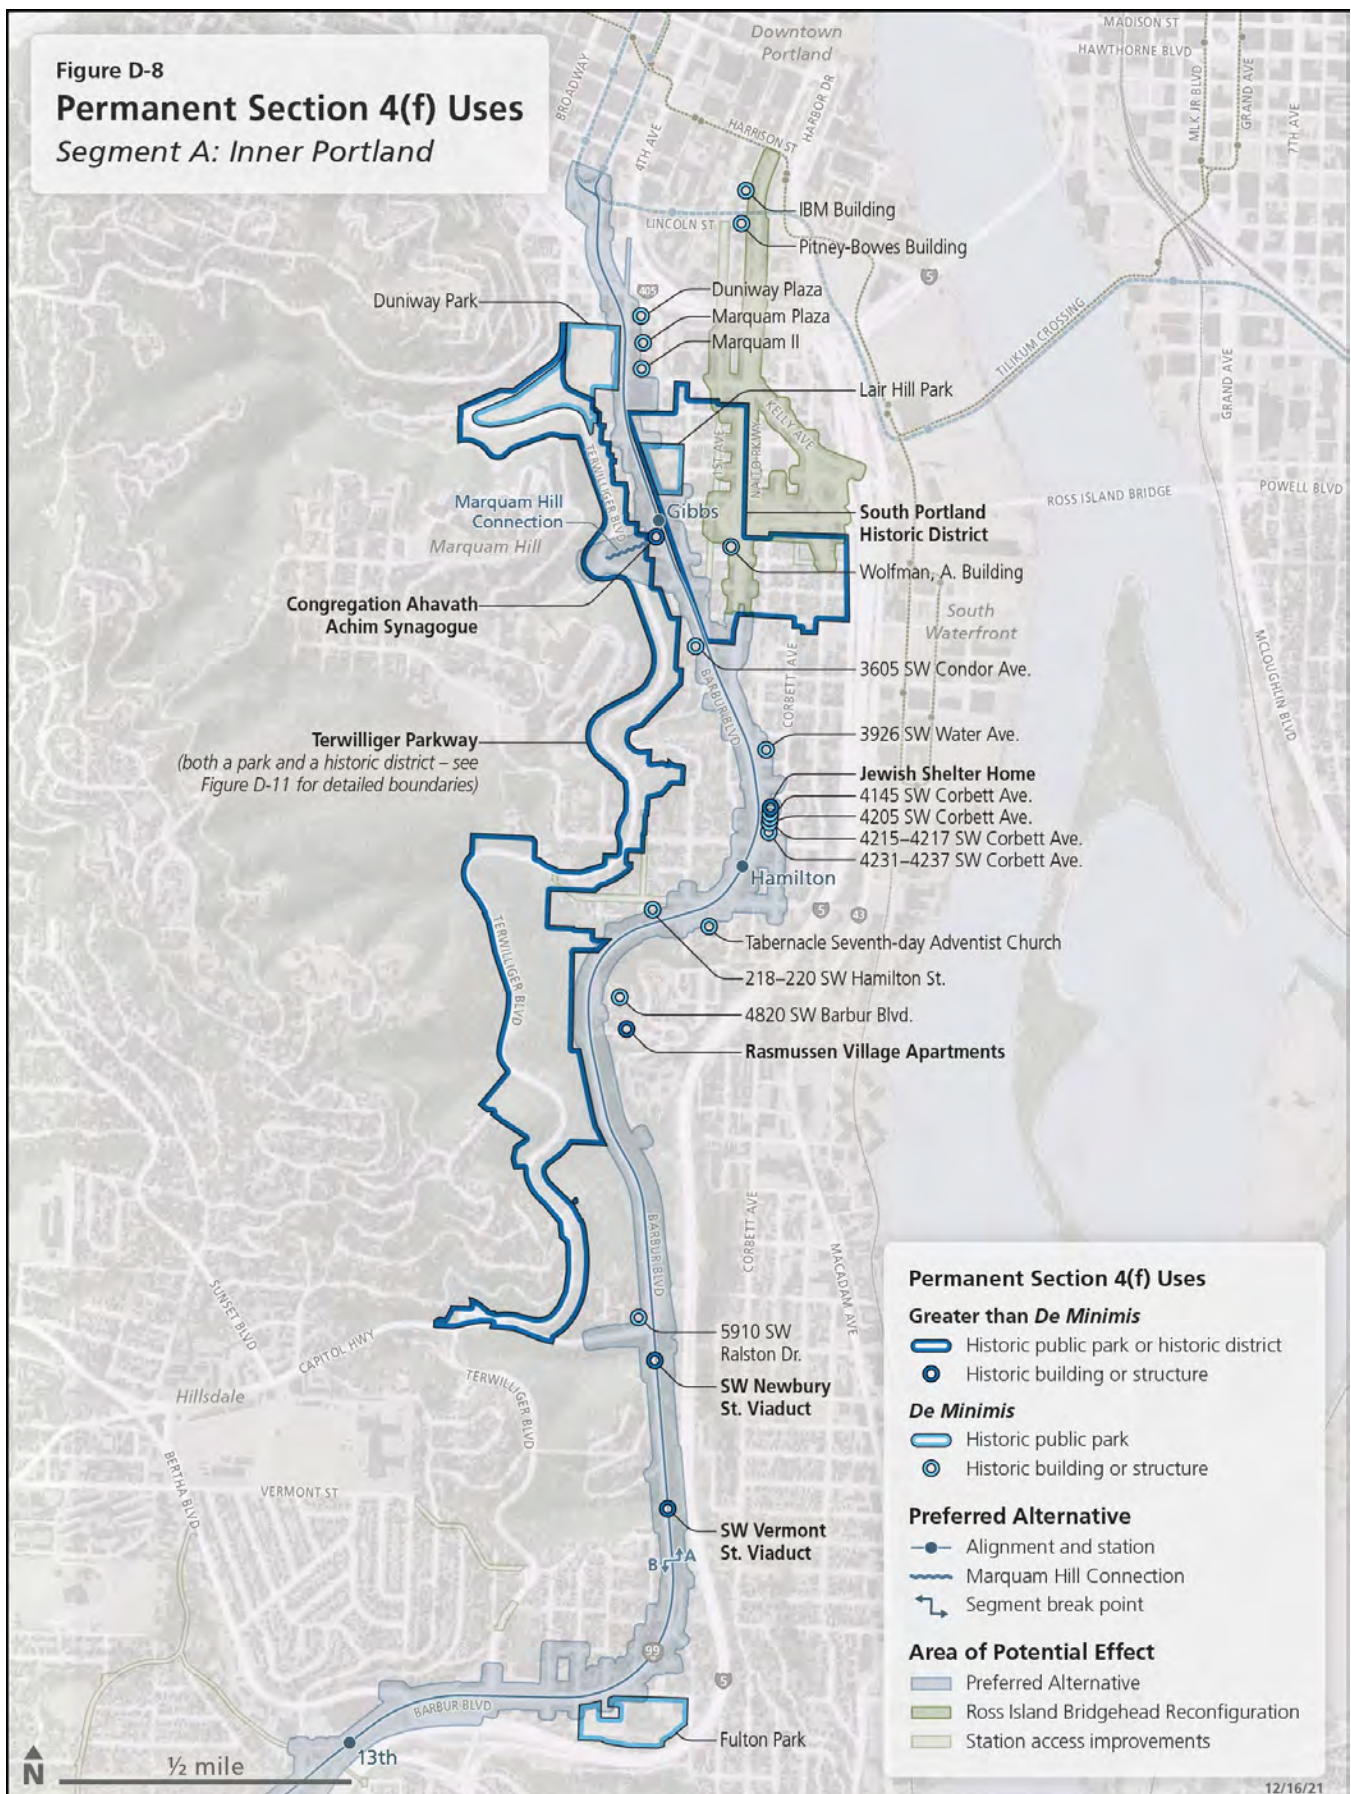 Figure D-8
Permanent Section 4(f) Uses
Segment A: Inner Portland
Downtown
Portland
MADISON ST
HAWTHORNE BLVD
BROADWAY
4TH AVE
HARRISON ST
HARBOR DR
MLK JR BLVD
GRAND AVE
7TH AVE
IBM Building
LINCOLN ST
Pitney-Bowes Building
5
405
Duniway Park
Duniway Plaza
Marquam Plaza
Marquam II
TILIKUM CROSSING
GRAND AVE
Lair Hill Park
KELLY AVE
1ST AVE
NAITO PKWY
TERWILLIGER BLVD
ROSS ISLAND BRIDGE
POWELL BLVD
Marquam Hill
Connection
Marquam Hill
Gibbs
South Portland
Historic District
Wolfman, A. Building
Congregation Ahavath
Achim Synagogue
South
Waterfront
3605 SW Condor Ave.
CORBETT AVE
BARBUR BLVD
MCLOUGHLIN BLVD
Terwilliger Parkway
(both a park and a historic district – see
Figure D-11 for detailed boundaries)
3926 SW Water Ave.
Jewish Shelter Home
4145 SW Corbett Ave.
4205 SW Corbett Ave.
4215–4217 SW Corbett Ave.
4231–4237 SW Corbett Ave.
Hamilton
5
43
TERWILLIGER BLVD
Tabernacle Seventh-day Adventist Church
218–220 SW Hamilton St.
4820 SW Barbur Blvd.
Rasmussen Village Apartments
CORBETT AVE
BARBUR BLVD
MACADAM AVE
SUNSET BLVD
CAPITOL HWY
5910 SW
Ralston Dr.
TERWILLIGER BLVD
Hillsdale
SW Newbury
St. Viaduct
BERTHA BLVD
VERMONT ST
SW Vermont
St. Viaduct
B
A
99
5
BARBUR BLVD
Fulton Park
13th
N
½ mile
Permanent Section 4(f) Uses
Greater than De Minimis
Historic public park or historic district
Historic building or structure
De Minimis
Historic public park
Historic building or structure
Preferred Alternative
Alignment and station
Marquam Hill Connection
Segment break point
Area of Potential Effect
Preferred Alternative
Ross Island Bridgehead Reconfiguration
Station access improvements
12/16/21